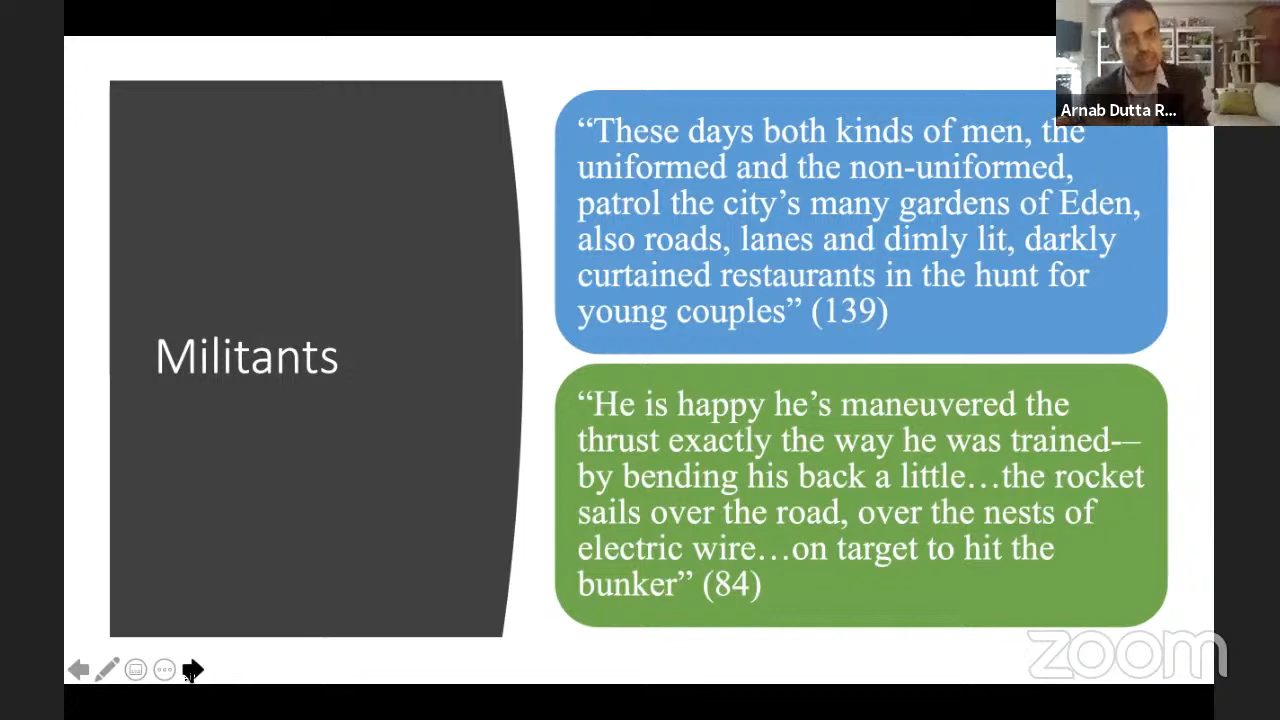 Militants
“These days both kinds of men, the
uniformed and the non-uniformed,
patrol the city’s many gardens of Eden,
also roads, lanes and dimly lit, darkly
curtained restaurants in the hunt for
young couples” (139)
“He is happy he’s maneuvered the
thrust exactly the way he was trained-–
by bending his back a little…the rocket
sails over the road, over the nests of
electric wire…on target to hit the
bunker” (84)
Arnab Dutta R...
zoom